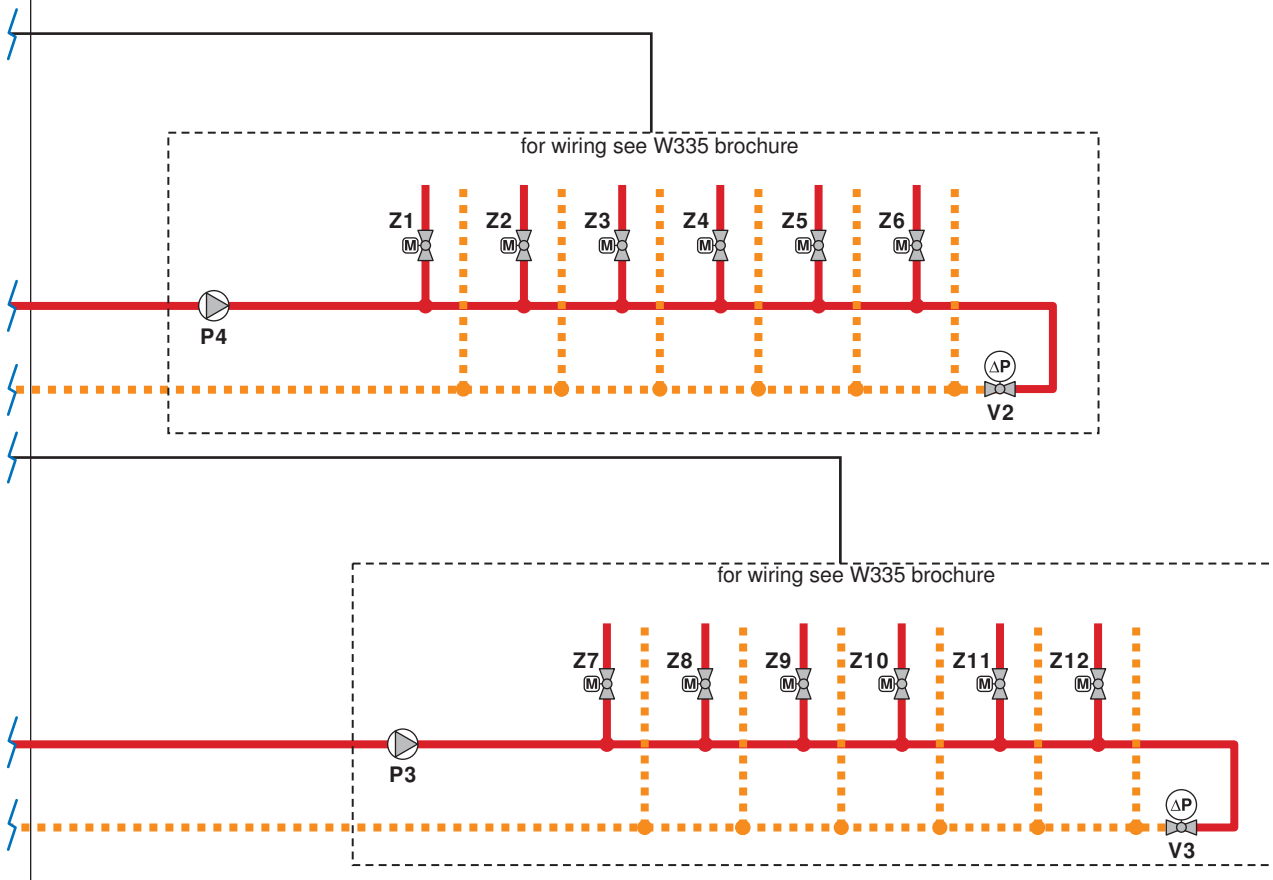 for wiring see W335 brochure
Z1 Z2 Z3 Z4 Z5 Z6
M M M M M M
P4
ΔP
V2
for wiring see W335 brochure
Z7 Z8 Z9 Z10 Z11 Z12
M M M M M M
P3
ΔP
V3